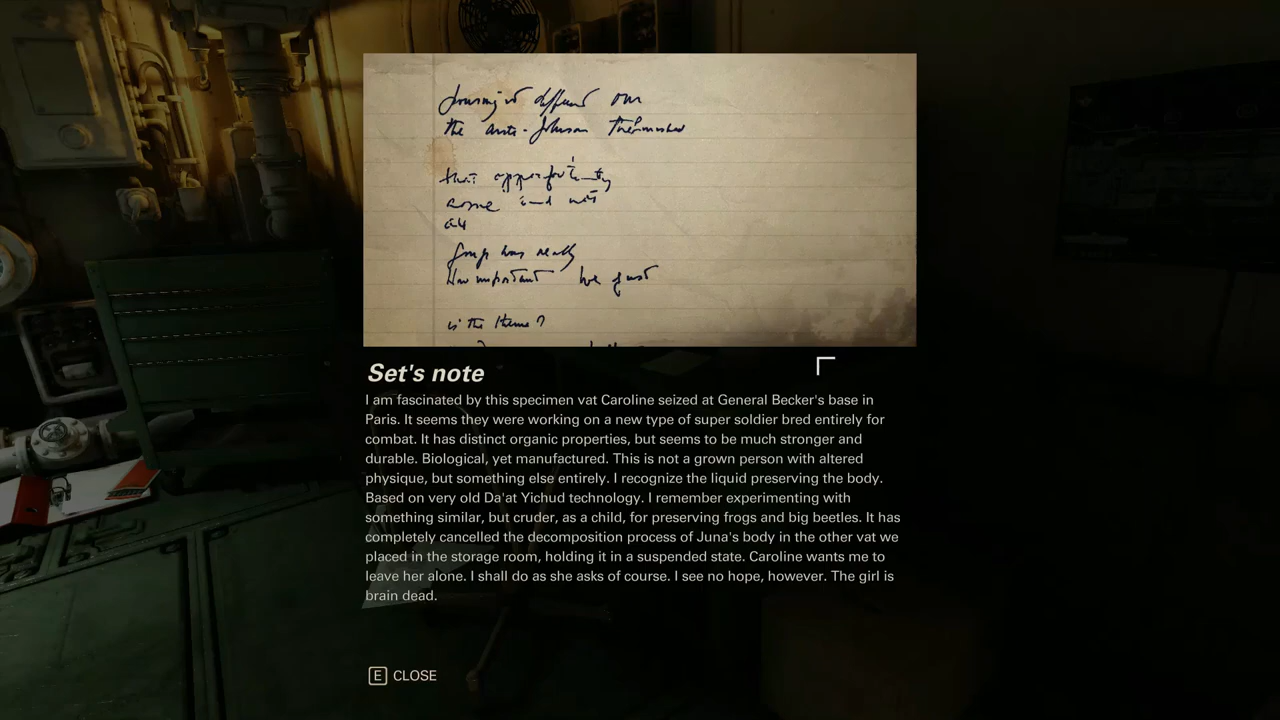 the
that
is the theme?
Set's note
I am fascinated by this specimen vat Caroline seized at General Becker's base in
Paris. It seems they were working on a new type of super soldier bred entirely for
combat. It has distinct organic properties, but seems to be much stronger and
durable. Biological, yet manufactured. This is not a grown person with altered
physique, but something else entirely. I recognize the liquid preserving the body.
Based on very old Da'at Yichud technology. I remember experimenting with
something similar, but cruder, as a child, for preserving frogs and big beetles. It has
completely cancelled the decomposition process of Juna's body in the other vat we
placed in the storage room, holding it in a suspended state. Caroline wants me to
leave her alone. I shall do as she asks of course. I see no hope, however. The girl is
brain dead.
E CLOSE